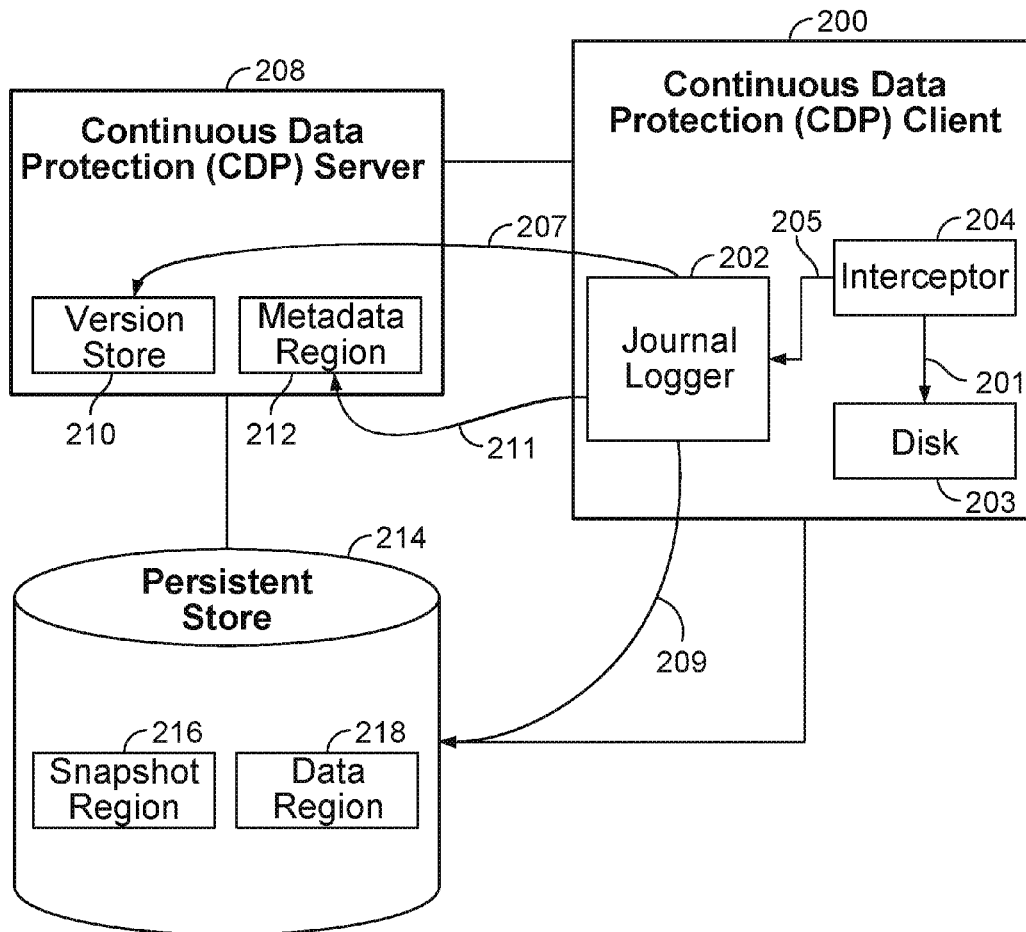 200
208
Continuous Data
Protection (CDP) Client
Continuous Data
Protection (CDP) Server
207
205
204
202
Interceptor
Version
Store
Metadata
Region
Journal
Logger
201
210
212
211
Disk
203
214
Persistent
Store
209
216
218
Snapshot
Region
Data
Region